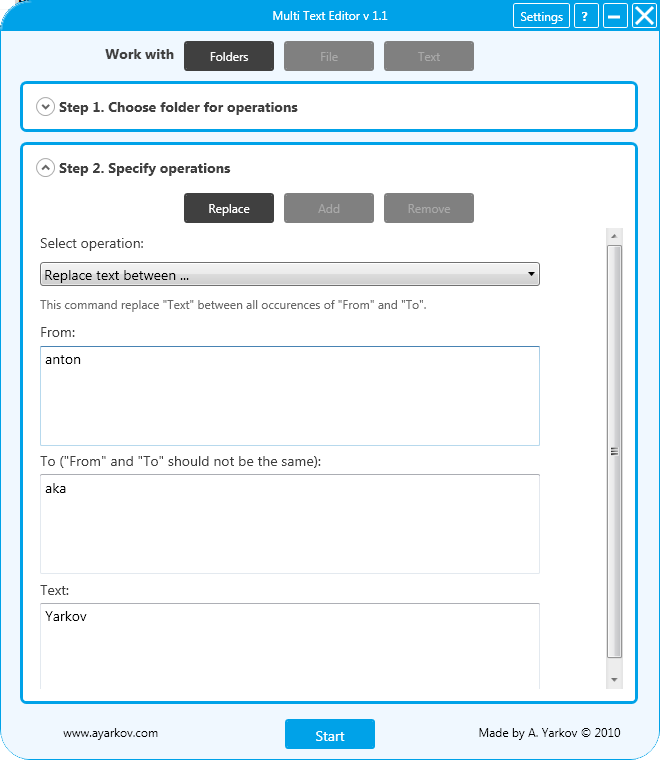 Multi Text Editor v 1.1
Settings
?
Work with
Folders
File
Text
Step 1. Choose folder for operations
Step 2. Specify operations
Replace
Add
Remove
Select operation:
Replace text between ...
This command replace "Text" between all occurences of "From" and "To".
From:
anton
To ("From" and "To" should not be the same):
aka
Text:
Yarkov
www.ayarkov.com
Start
Made by A. Yarkov © 2010